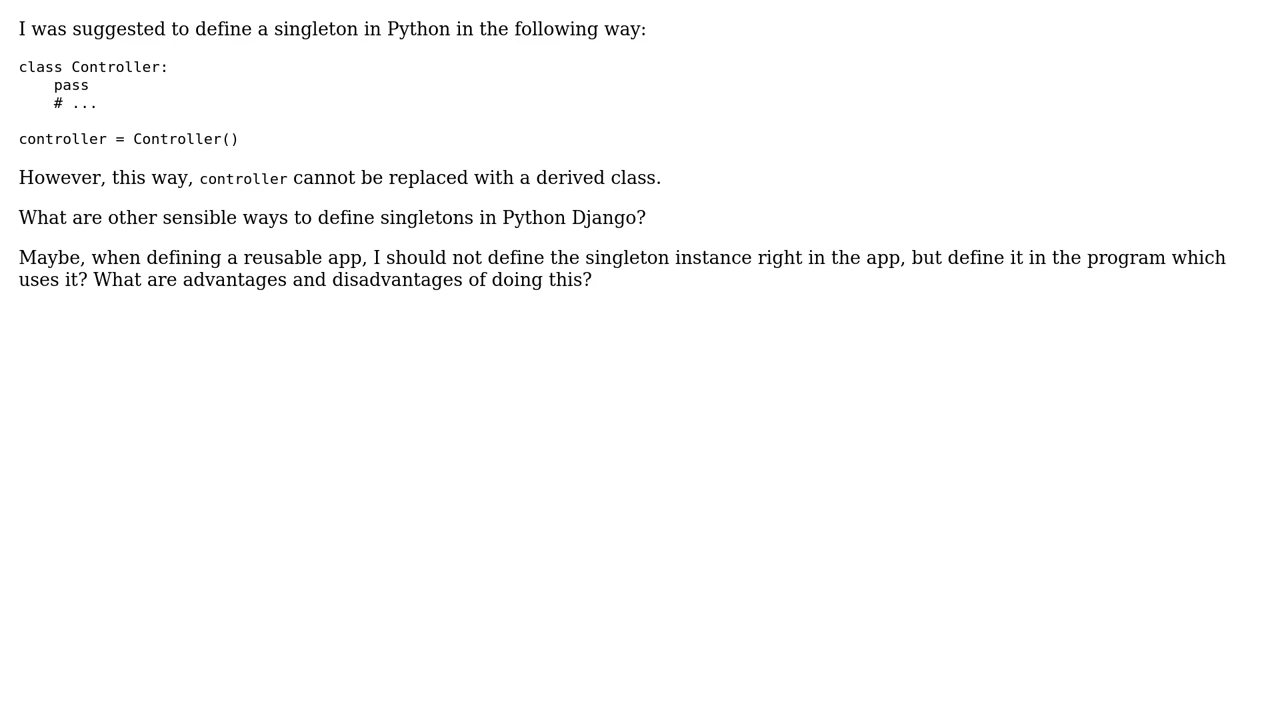 I was suggested to define a singleton in Python in the following way:
class Controller:
    pass
    # ...
controller = Controller()
However, this way, controller cannot be replaced with a derived class.
What are other sensible ways to define singletons in Python Django?
Maybe, when defining a reusable app, I should not define the singleton instance right in the app, but define it in the program which
uses it? What are advantages and disadvantages of doing this?